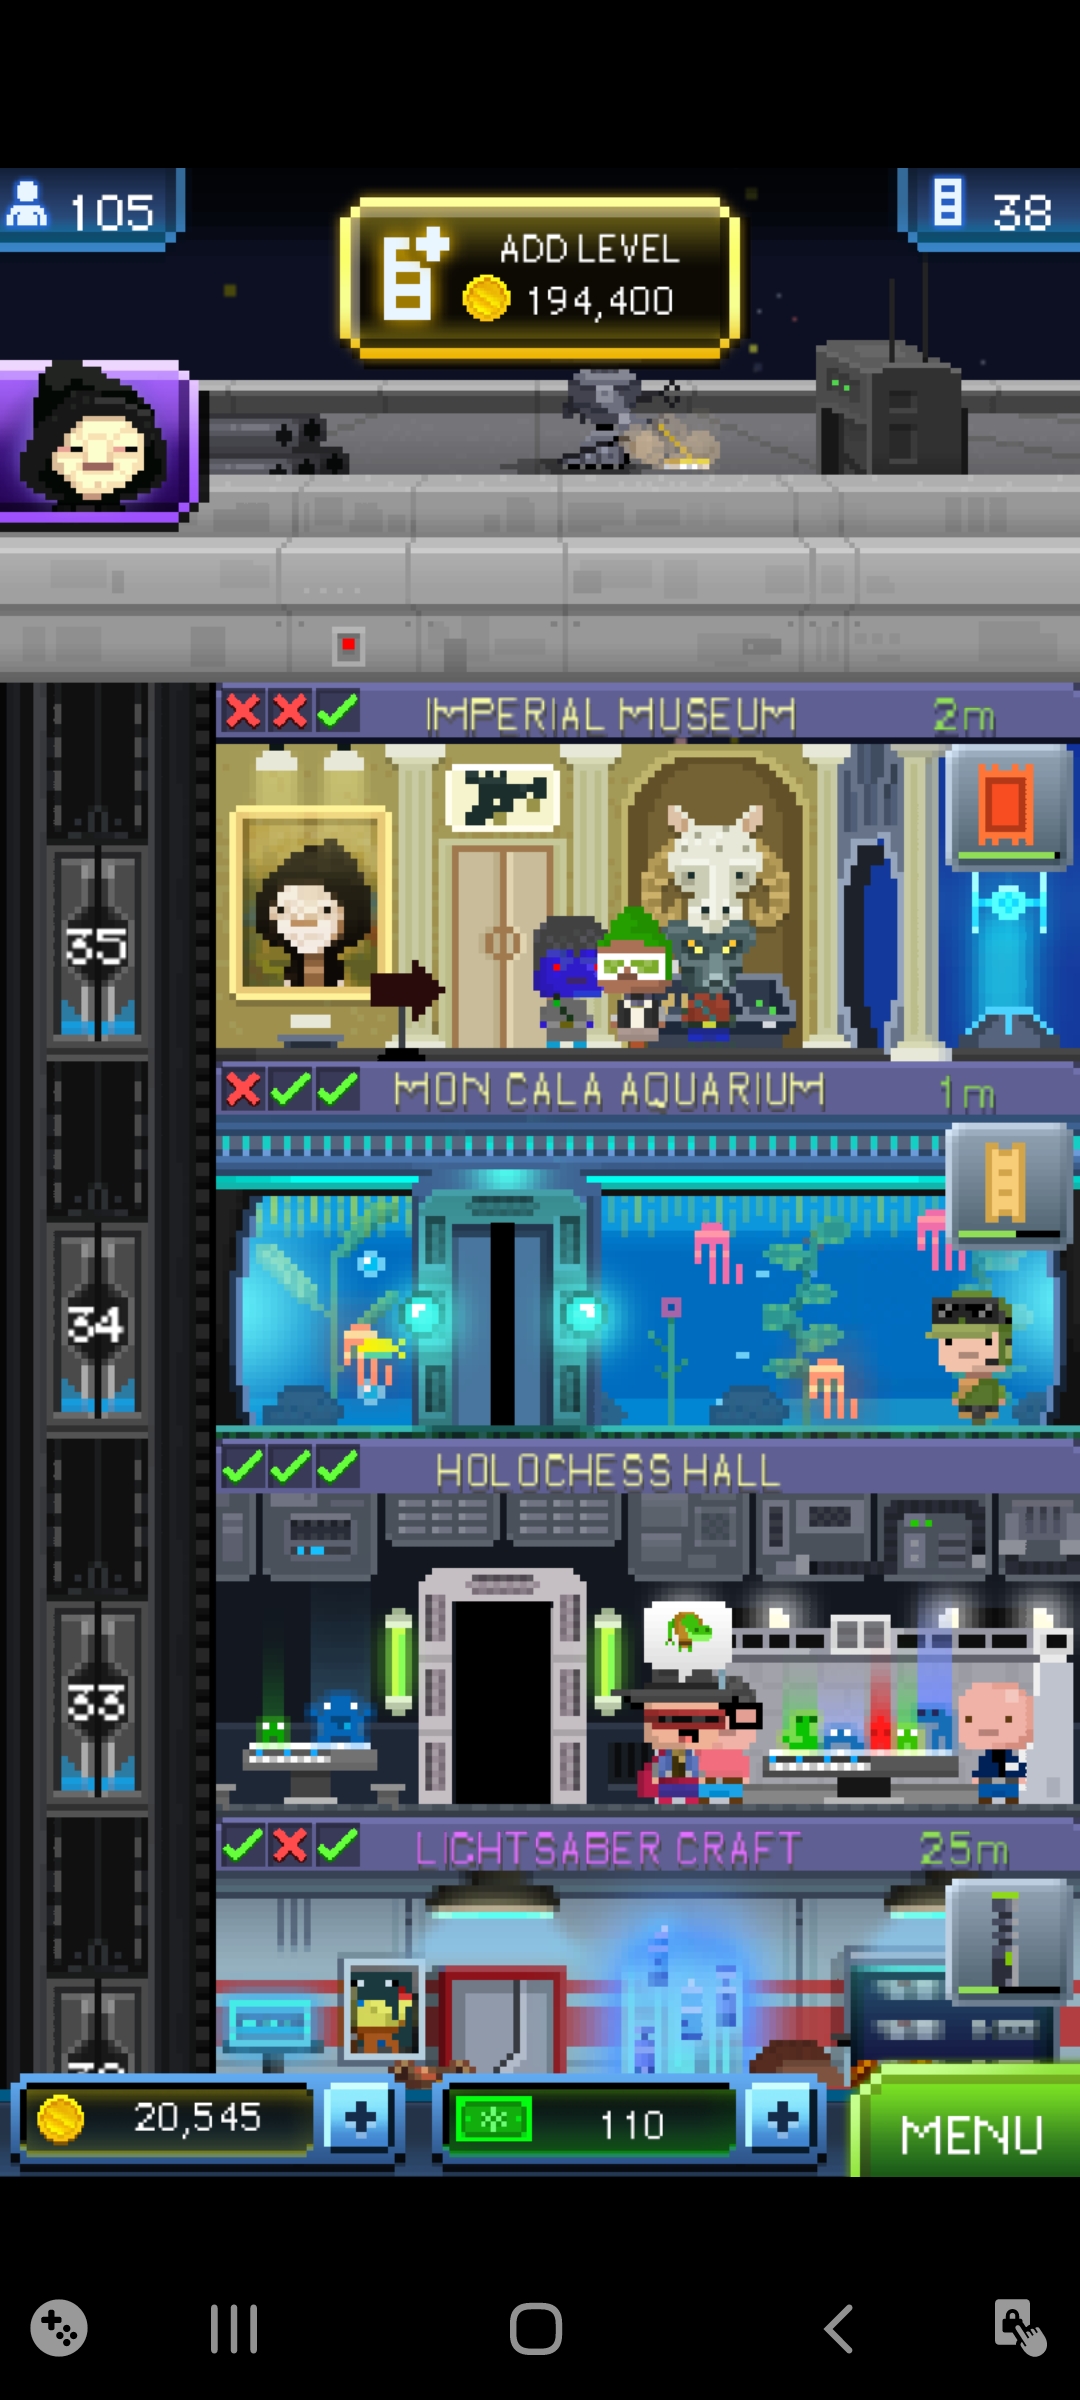 105
ADD LEVEL
194,400
38
IMPERIAL MUSEUM 2m
35
MON CALA AQUARIUM 1m
34
HOLOCHESS HALL
33
LIGHTSABER CRAFT 25m
20,545
110
MENU